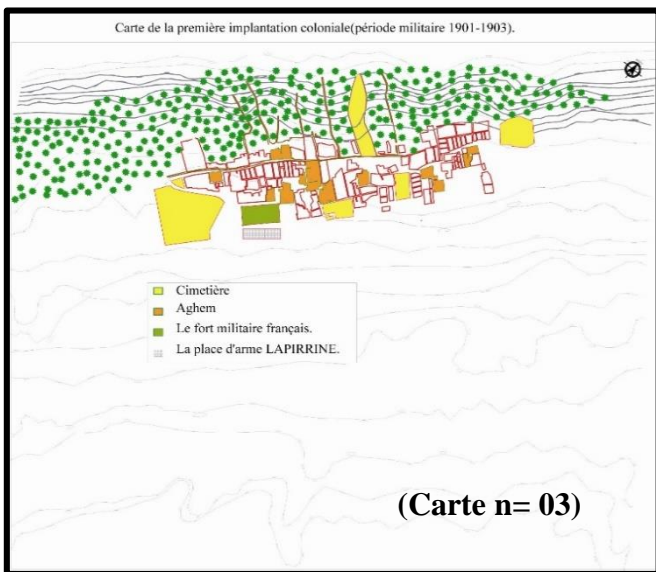 Carte de la première implantation coloniale(période militaire 1901-1903).
Cimetière
Aghem
Le fort militaire français.
La place d'arme LAPIRRINE.
(Carte n= 03)